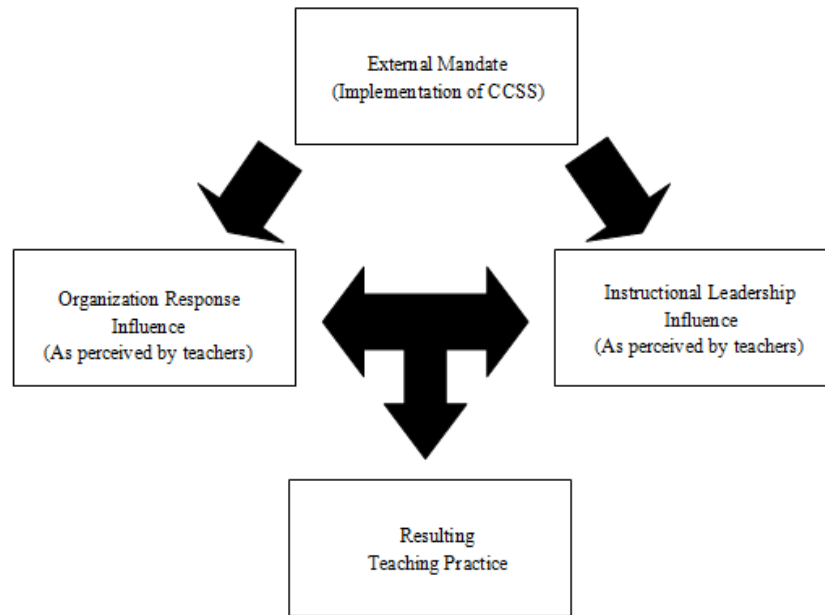 External Mandate
(Implementation of CCSS)
Organization Response
Influence
(As perceived by teachers)
Instructional Leadership
Influence
(As perceived by teachers)
Resulting
Teaching Practice